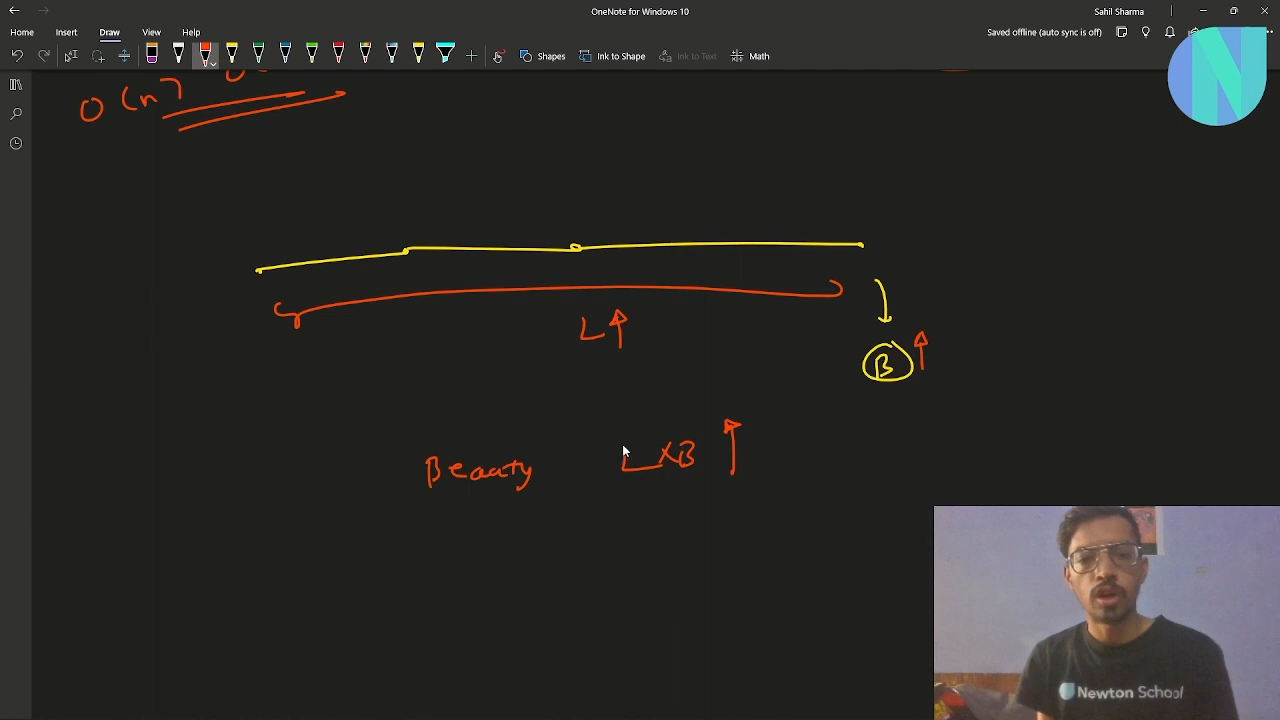 OneNote for Windows 10
Sahil Sharma
Home Insert Draw View Help
Saved offline (auto sync is off)
Shapes Ink to Shape Ink to Text Math
O(n)
L
B
Beauty L×B
Newton School